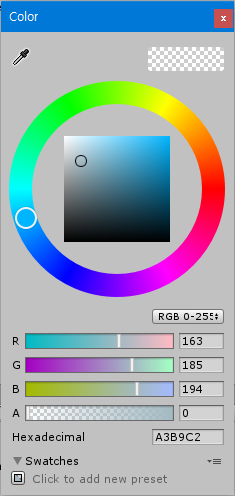 Color
x
RGB 0-255
R 163
G 185
B 194
A 0
Hexadecimal A3B9C2
Swatches
Click to add new preset